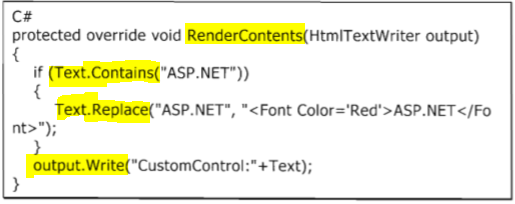 C#
protected override void RenderContents(HtmlTextWriter output)
{
if (Text.Contains("ASP.NET"))
{
Text.Replace("ASP.NET", "<Font Color='Red'>ASP.NET</Fo
nt>");
}
output.Write("CustomControl:"+Text);
}